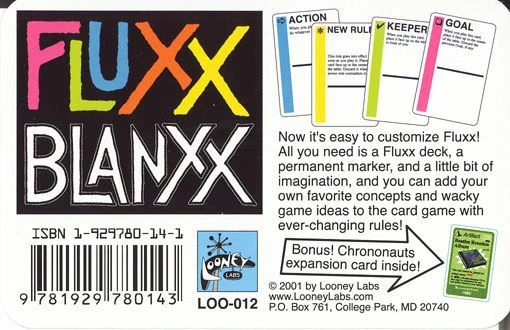 FLUXX
BLANXX
ISBN 1-929780-14-1
9 781929 780143
LOONEY
LABS
LOO-012
ACTION
NEW RULE
KEEPER
GOAL
Now it's easy to customize Fluxx!
All you need is a Fluxx deck, a
permanent marker, and a little bit of
imagination, and you can add your
own favorite concepts and wacky
game ideas to the card game with
ever-changing rules!
Bonus! Chrononauts
expansion card inside!
Artifact
Beatles Reunion
Album
© 2001 by Looney Labs
www.LooneyLabs.com
P.O. Box 761, College Park, MD 20740